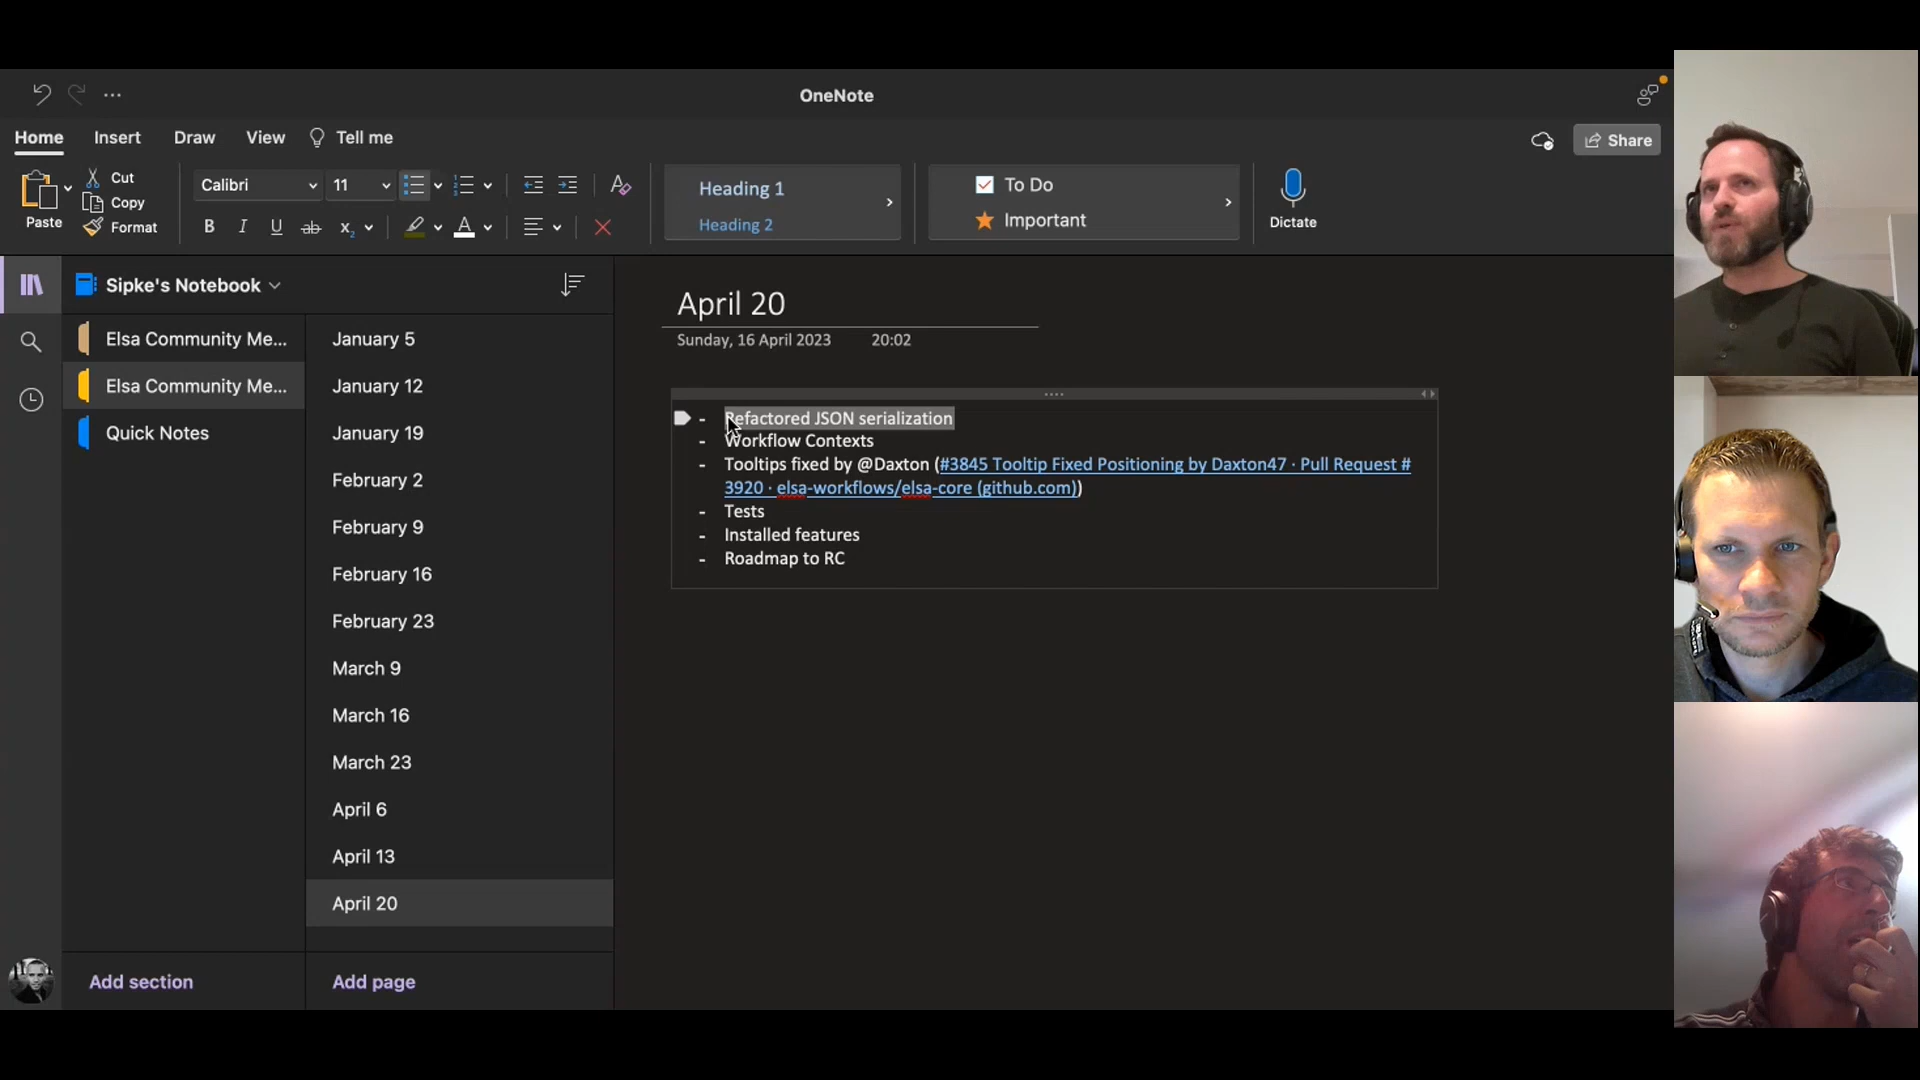 OneNote
Home Insert Draw View Tell me
Share
Paste
Cut
Copy
Format
Calibri 11
B I U ab x₂ A
Heading 1
Heading 2
To Do
Important
Dictate
Sipke's Notebook
Elsa Community Me...
Elsa Community Me...
Quick Notes
Add section
January 5
January 12
January 19
February 2
February 9
February 16
February 23
March 9
March 16
March 23
April 6
April 13
April 20
Add page
April 20
Sunday, 16 April 2023 20:02
- Refactored JSON serialization
- Workflow Contexts
- Tooltips fixed by @Daxton (#3845 Tooltip Fixed Positioning by Daxton47 · Pull Request #
3920 · elsa-workflows/elsa-core (github.com))
- Tests
- Installed features
- Roadmap to RC